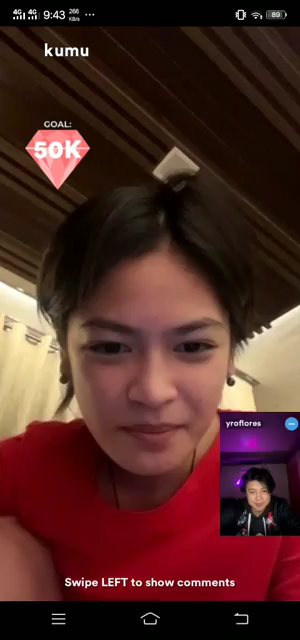 4G 4G 9:43 268 KB/s ... 89
kumu
GOAL:
50K
yroflores
Swipe LEFT to show comments